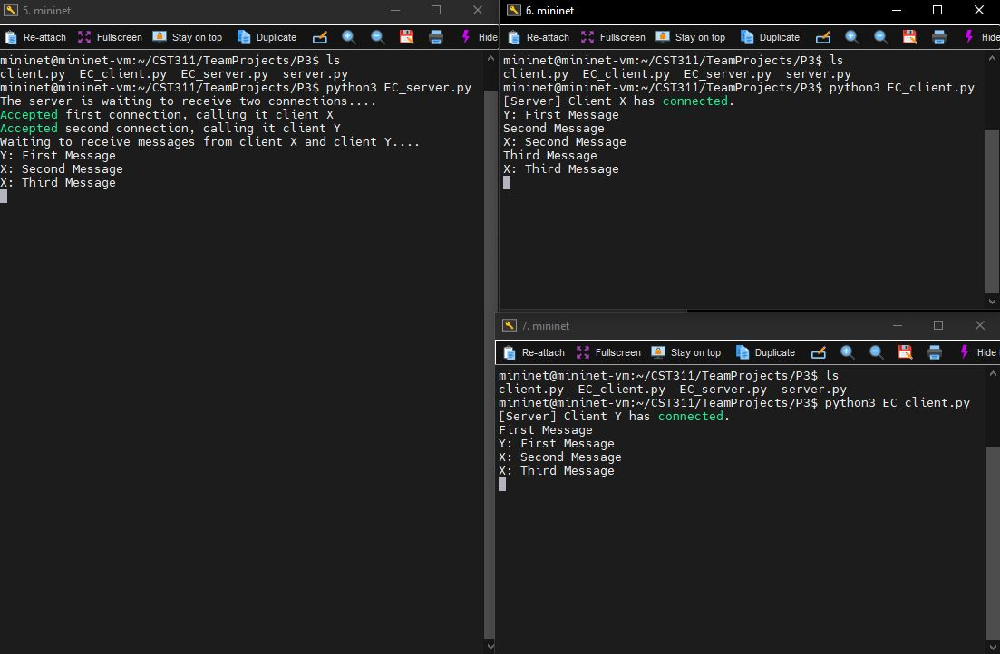 5. mininet
Re-attach Fullscreen Stay on top Duplicate Hide
mininet@mininet-vm:~/CST311/TeamProjects/P3$ ls
client.py  EC_client.py  EC_server.py  server.py
mininet@mininet-vm:~/CST311/TeamProjects/P3$ python3 EC_server.py
The server is waiting to receive two connections....
Accepted first connection, calling it client X
Accepted second connection, calling it client Y
Waiting to receive messages from client X and client Y....
Y: First Message
X: Second Message
X: Third Message
6. mininet
Re-attach Fullscreen Stay on top Duplicate Hide
mininet@mininet-vm:~/CST311/TeamProjects/P3$ ls
client.py  EC_client.py  EC_server.py  server.py
mininet@mininet-vm:~/CST311/TeamProjects/P3$ python3 EC_client.py
[Server] Client X has connected.
Y: First Message
Second Message
X: Second Message
Third Message
X: Third Message
7. mininet
Re-attach Fullscreen Stay on top Duplicate Hide
mininet@mininet-vm:~/CST311/TeamProjects/P3$ ls
client.py  EC_client.py  EC_server.py  server.py
mininet@mininet-vm:~/CST311/TeamProjects/P3$ python3 EC_client.py
[Server] Client Y has connected.
First Message
Y: First Message
X: Second Message
X: Third Message